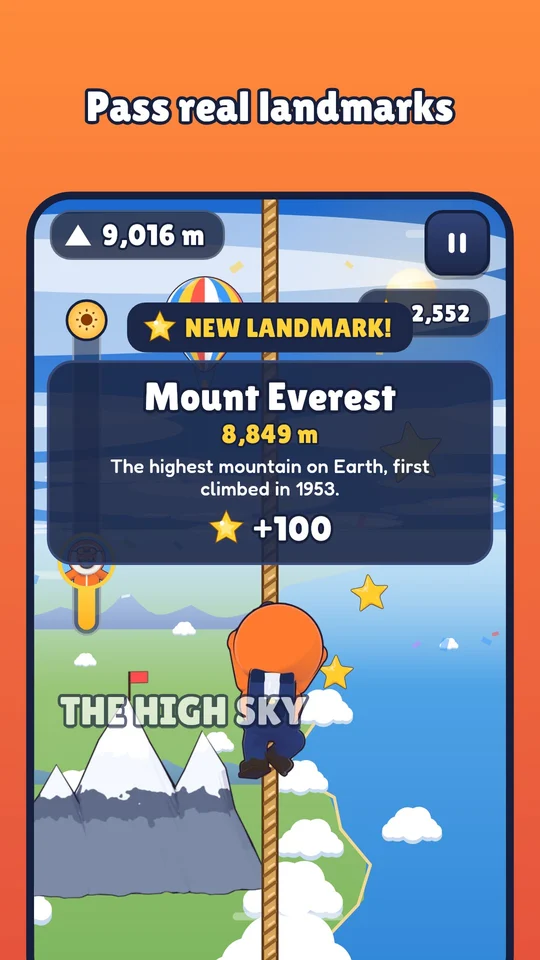 Pass real landmarks
9,016 m
2,552
NEW LANDMARK!
Mount Everest
8,849 m
The highest mountain on Earth, first
climbed in 1953.
+100
THE HIGH SKY